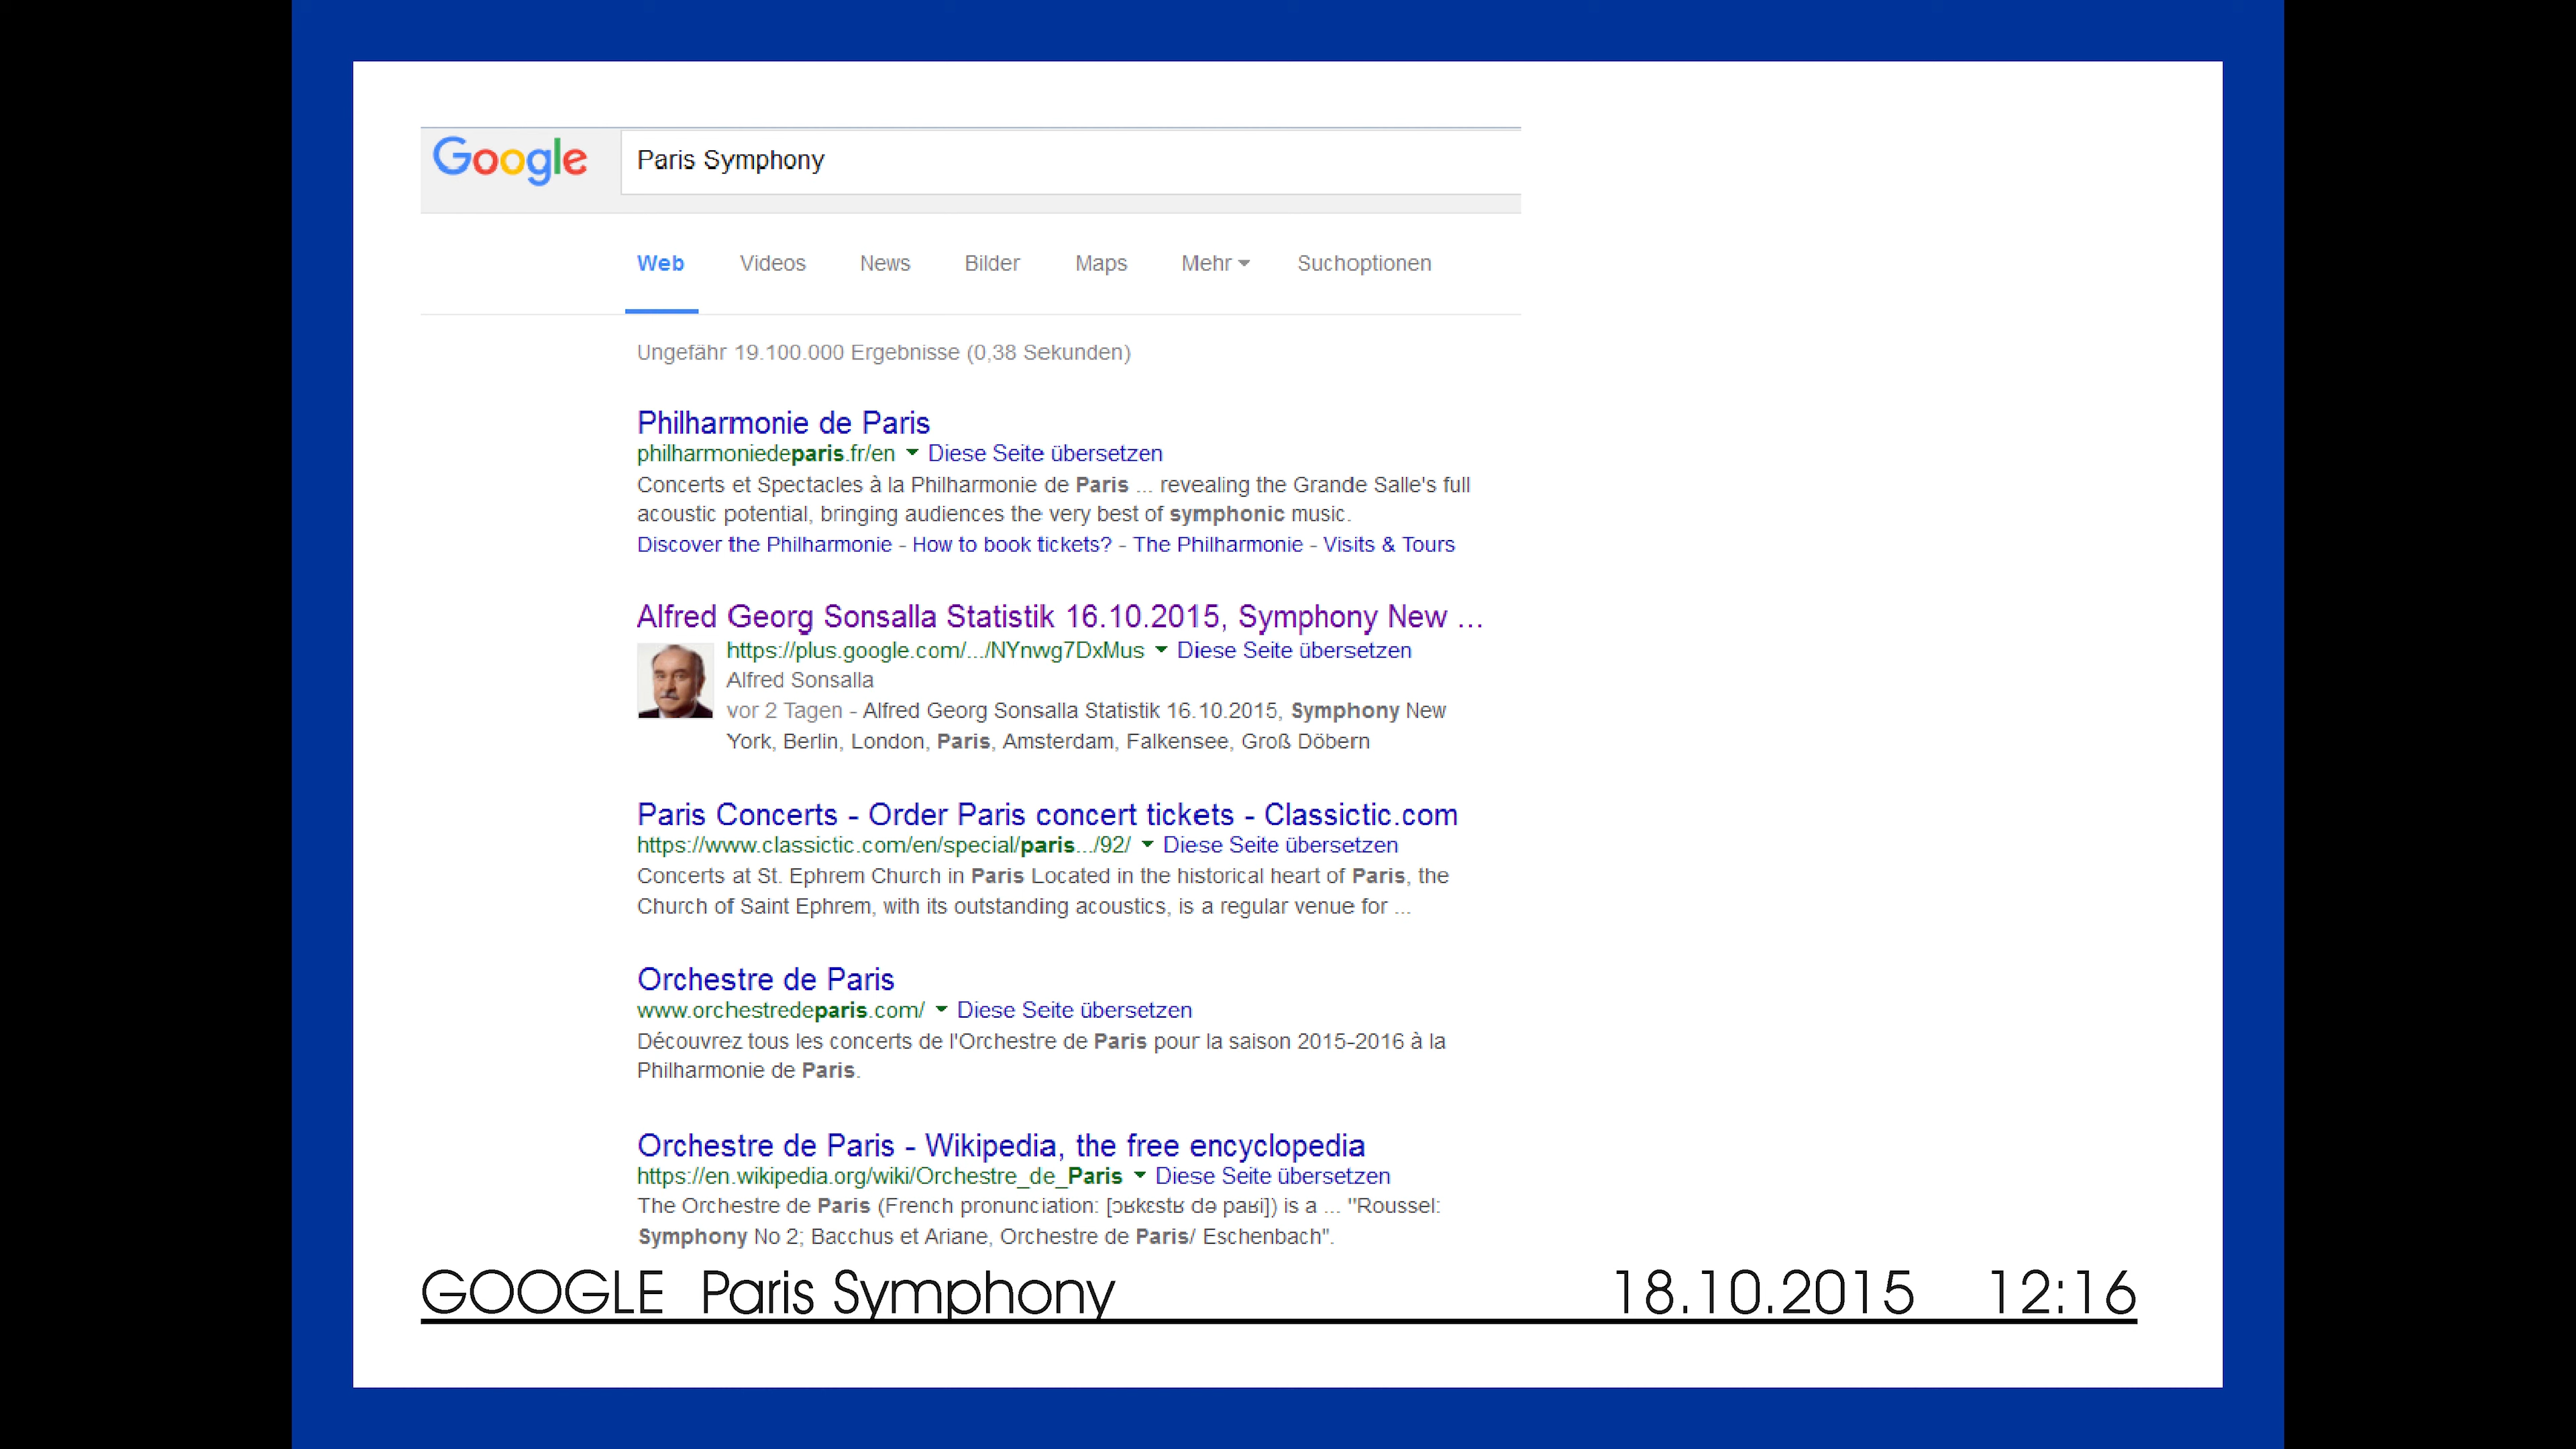 Google Paris Symphony
Web Videos News Bilder Maps Mehr Suchoptionen
Ungefähr 19.100.000 Ergebnisse (0,38 Sekunden)
Philharmonie de Paris
philharmoniedeparis.fr/en Diese Seite übersetzen
Concerts et Spectacles à la Philharmonie de Paris ... revealing the Grande Salle's full
acoustic potential, bringing audiences the very best of symphonic music.
Discover the Philharmonie - How to book tickets? - The Philharmonie - Visits & Tours
Alfred Georg Sonsalla Statistik 16.10.2015, Symphony New ...
https://plus.google.com/.../NYnwg7DxMus Diese Seite übersetzen
Alfred Sonsalla
vor 2 Tagen - Alfred Georg Sonsalla Statistik 16.10.2015, Symphony New
York, Berlin, London, Paris, Amsterdam, Falkensee, Groß Döbern
Paris Concerts - Order Paris concert tickets - Classictic.com
https://www.classictic.com/en/special/paris.../92/ Diese Seite übersetzen
Concerts at St. Ephrem Church in Paris Located in the historical heart of Paris, the
Church of Saint Ephrem, with its outstanding acoustics, is a regular venue for ...
Orchestre de Paris
www.orchestredeparis.com/ Diese Seite übersetzen
Découvrez tous les concerts de l'Orchestre de Paris pour la saison 2015-2016 à la
Philharmonie de Paris.
Orchestre de Paris - Wikipedia, the free encyclopedia
https://en.wikipedia.org/wiki/Orchestre_de_Paris Diese Seite übersetzen
The Orchestre de Paris (French pronunciation: [ɔʁkɛstʁ də paʁi]) is a ... "Roussel:
Symphony No 2; Bacchus et Ariane, Orchestre de Paris/ Eschenbach".
GOOGLE Paris Symphony 18.10.2015 12:16